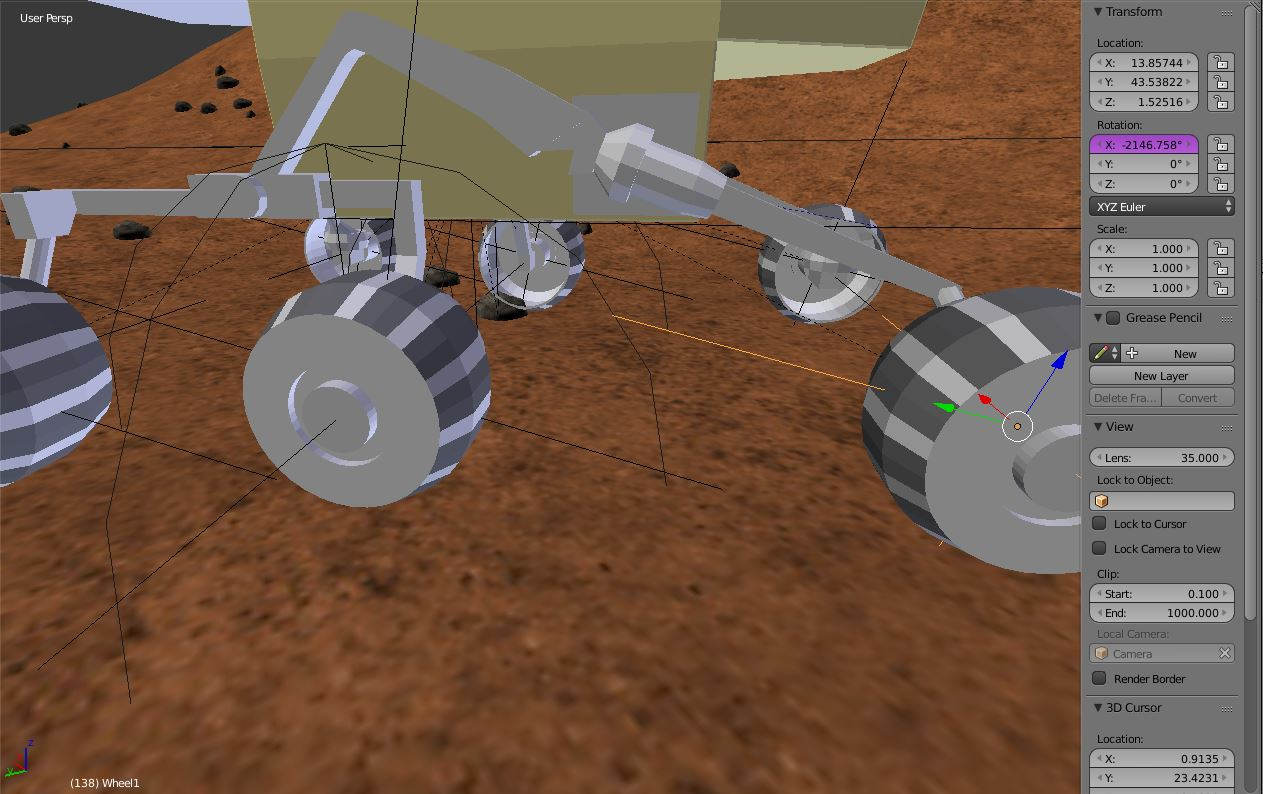 User Persp
Transform
Location:
X: 13.85744
Y: 43.53822
Z: 1.52516
Rotation:
X: -2146.758°
Y: 0°
Z: 0°
XYZ Euler
Scale:
X: 1.000
Y: 1.000
Z: 1.000
Grease Pencil
New
New Layer
Delete Fra... Convert
View
Lens: 35.000
Lock to Object:
Lock to Cursor
Lock Camera to View
Clip:
Start: 0.100
End: 1000.000
Local Camera:
Camera
Render Border
3D Cursor
Location:
X: 0.9135
Y: 23.4231
z
y
(138) Wheel1